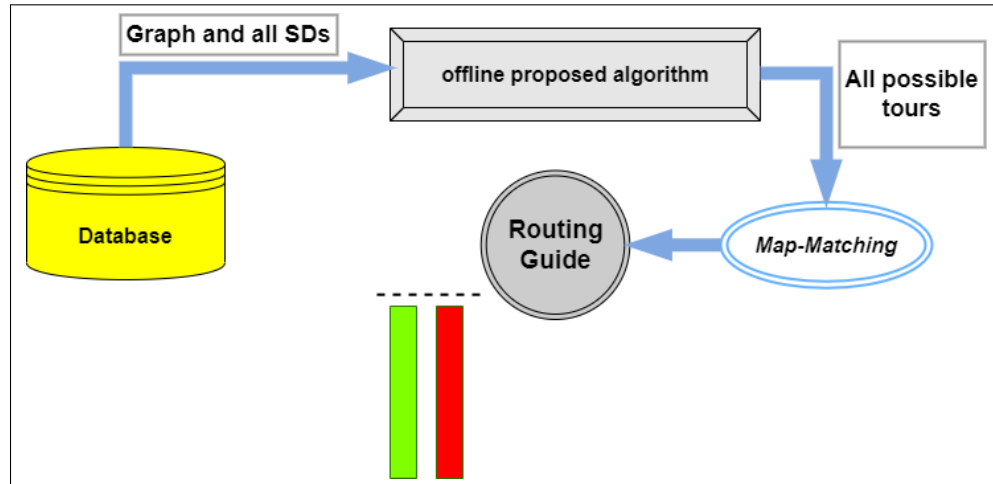 Graph and all SDs
offline proposed algorithm
All possible
tours
Database
Routing
Guide
Map-Matching